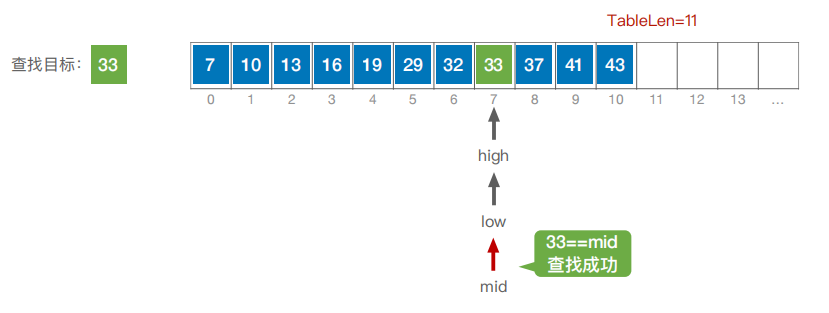 TableLen=11
查找目标： 33
7 10 13 16 19 29 32 33 37 41 43
0 1 2 3 4 5 6 7 8 9 10 11 12 13 ...
high
low
33==mid
查找成功
mid